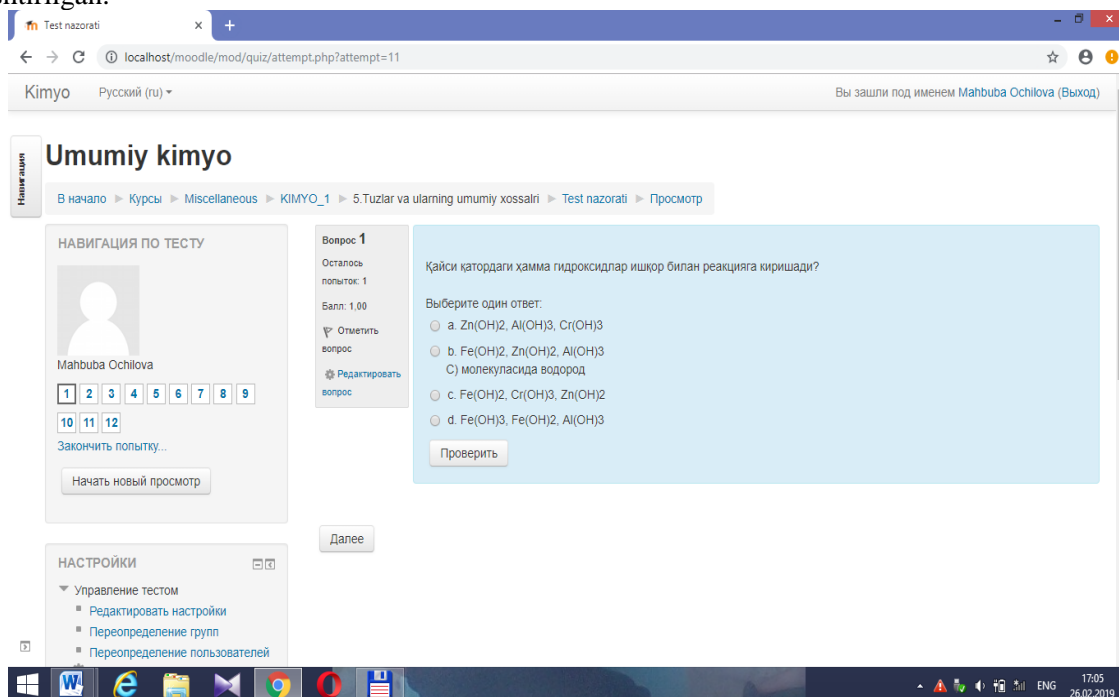 Test nazorati
localhost/moodle/mod/quiz/attempt.php?attempt=11
Kimyo Русский (ru)
Вы зашли под именем Mahbuba Ochilova (Выход)
Навигация
Umumiy kimyo
В начало ► Курсы ► Miscellaneous ► KIMYO_1 ► 5.Tuzlar va ularning umumiy xossalri ► Test nazorati ► Просмотр
НАВИГАЦИЯ ПО ТЕСТУ
Mahbuba Ochilova
1 2 3 4 5 6 7 8 9
10 11 12
Закончить попытку...
Начать новый просмотр
Вопрос 1
Осталось
попыток: 1
Балл: 1,00
Отметить
вопрос
Редактировать
вопрос
Қайси қатордаги ҳамма гидроксидлар ишқор билан реакцияга киришади?
Выберите один ответ:
a. Zn(OH)2, Al(OH)3, Cr(OH)3
b. Fe(OH)2, Zn(OH)2, Al(OH)3
С) молекуласида водород
c. Fe(OH)2, Cr(OH)3, Zn(OH)2
d. Fe(OH)3, Fe(OH)2, Al(OH)3
Проверить
Далее
НАСТРОЙКИ
Управление тестом
Редактировать настройки
Переопределение групп
Переопределение пользователей
ENG
17:05
26.02.2019